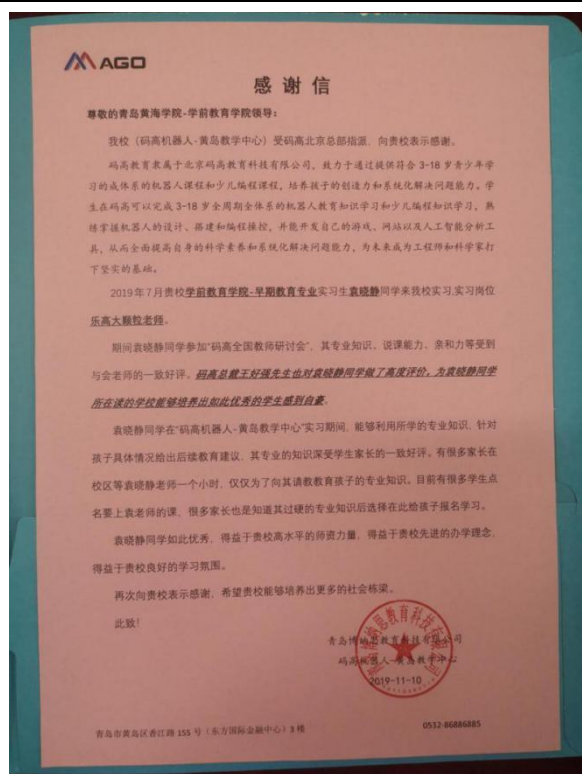 MAGO
感谢信
尊敬的青岛黄海学院-学前教育学院领导：
我校（码高机器人-黄岛教学中心）受码高北京总部指派，向贵校表示感谢。
码高教育隶属于北京码高教育科技有限公司，致力于通过提供符合 3-18 岁青少年学
习的成体系的机器人课程和少儿编程课程，培养孩子的创造力和系统化解决问题能力。学
生在码高可以完成 3-18 岁全周期全体系的机器人教育知识学习和少儿编程知识学习，熟
练掌握机器人的设计、搭建和编程操控，并能开发自己的游戏、网站以及人工智能分析工
具，从而全面提高自身的科学素养和系统化解决问题能力，为未来成为工程师和科学家打
下坚实的基础。
2019年7月贵校学前教育学院-早期教育专业实习生袁晓静同学来我校实习，实习岗位
乐高大颗粒老师。
期间袁晓静同学参加“码高全国教师研讨会”，其专业知识、说课能力、亲和力等受到
与会老师的一致好评。码高总裁王好强先生也对袁晓静同学做了高度评价，为袁晓静同学
所在读的学校能够培养出如此优秀的学生感到自豪。
袁晓静同学在“码高机器人-黄岛教学中心”实习期间，能够利用所学的专业知识，针对
孩子具体情况给出后续教育建议，其专业的知识深受学生家长的一致好评。有很多家长在
校区等袁晓静老师一个小时，仅仅为了向其请教教育孩子的专业知识。目前有很多学生点
名要上袁老师的课，很多家长也是知道其过硬的专业知识后选择在此给孩子报名学习。
袁晓静同学如此优秀，得益于贵校高水平的师资力量，得益于贵校先进的办学理念，
得益于贵校良好的学习氛围。
再次向贵校表示感谢，希望贵校能够培养出更多的社会栋梁。
此致！
青岛博纳思教育科技有限公司
码高机器人-黄岛教学中心
2019-11-10
青岛市黄岛区香江路 155 号（东方国际金融中心）3 楼
0532-86886885